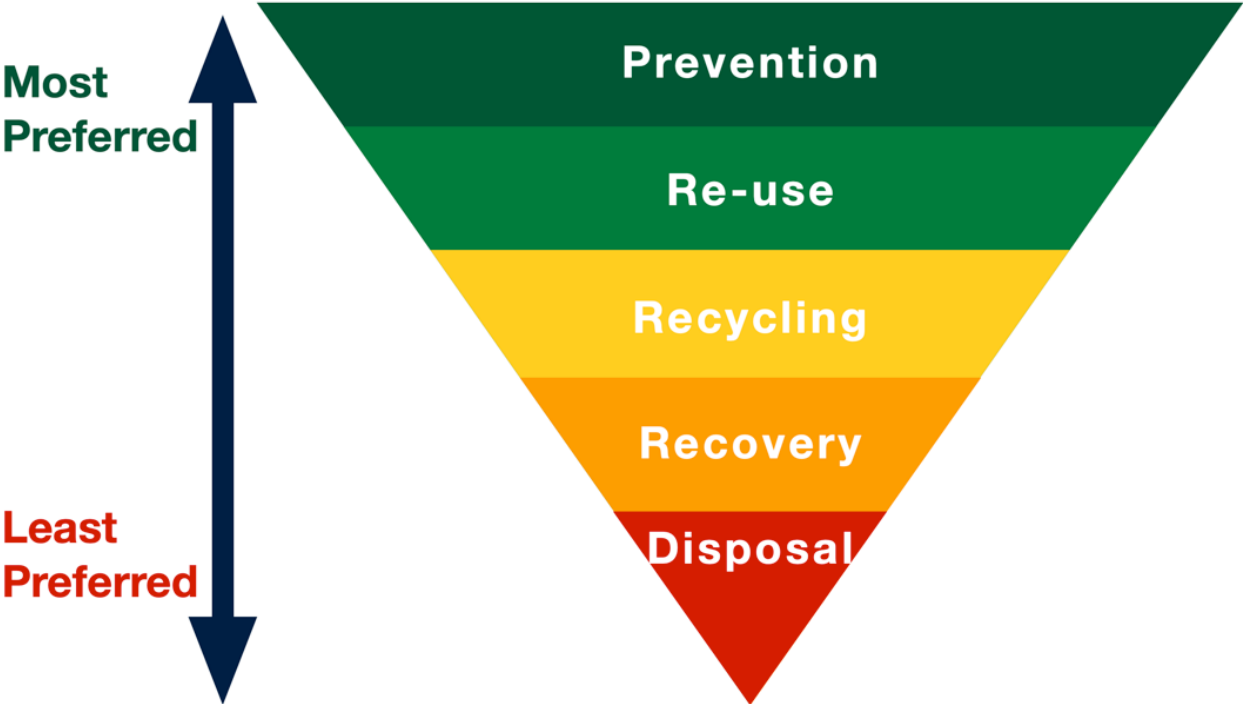 Most
Preferred
Prevention
Re-use
Recycling
Recovery
Disposal
Least
Preferred